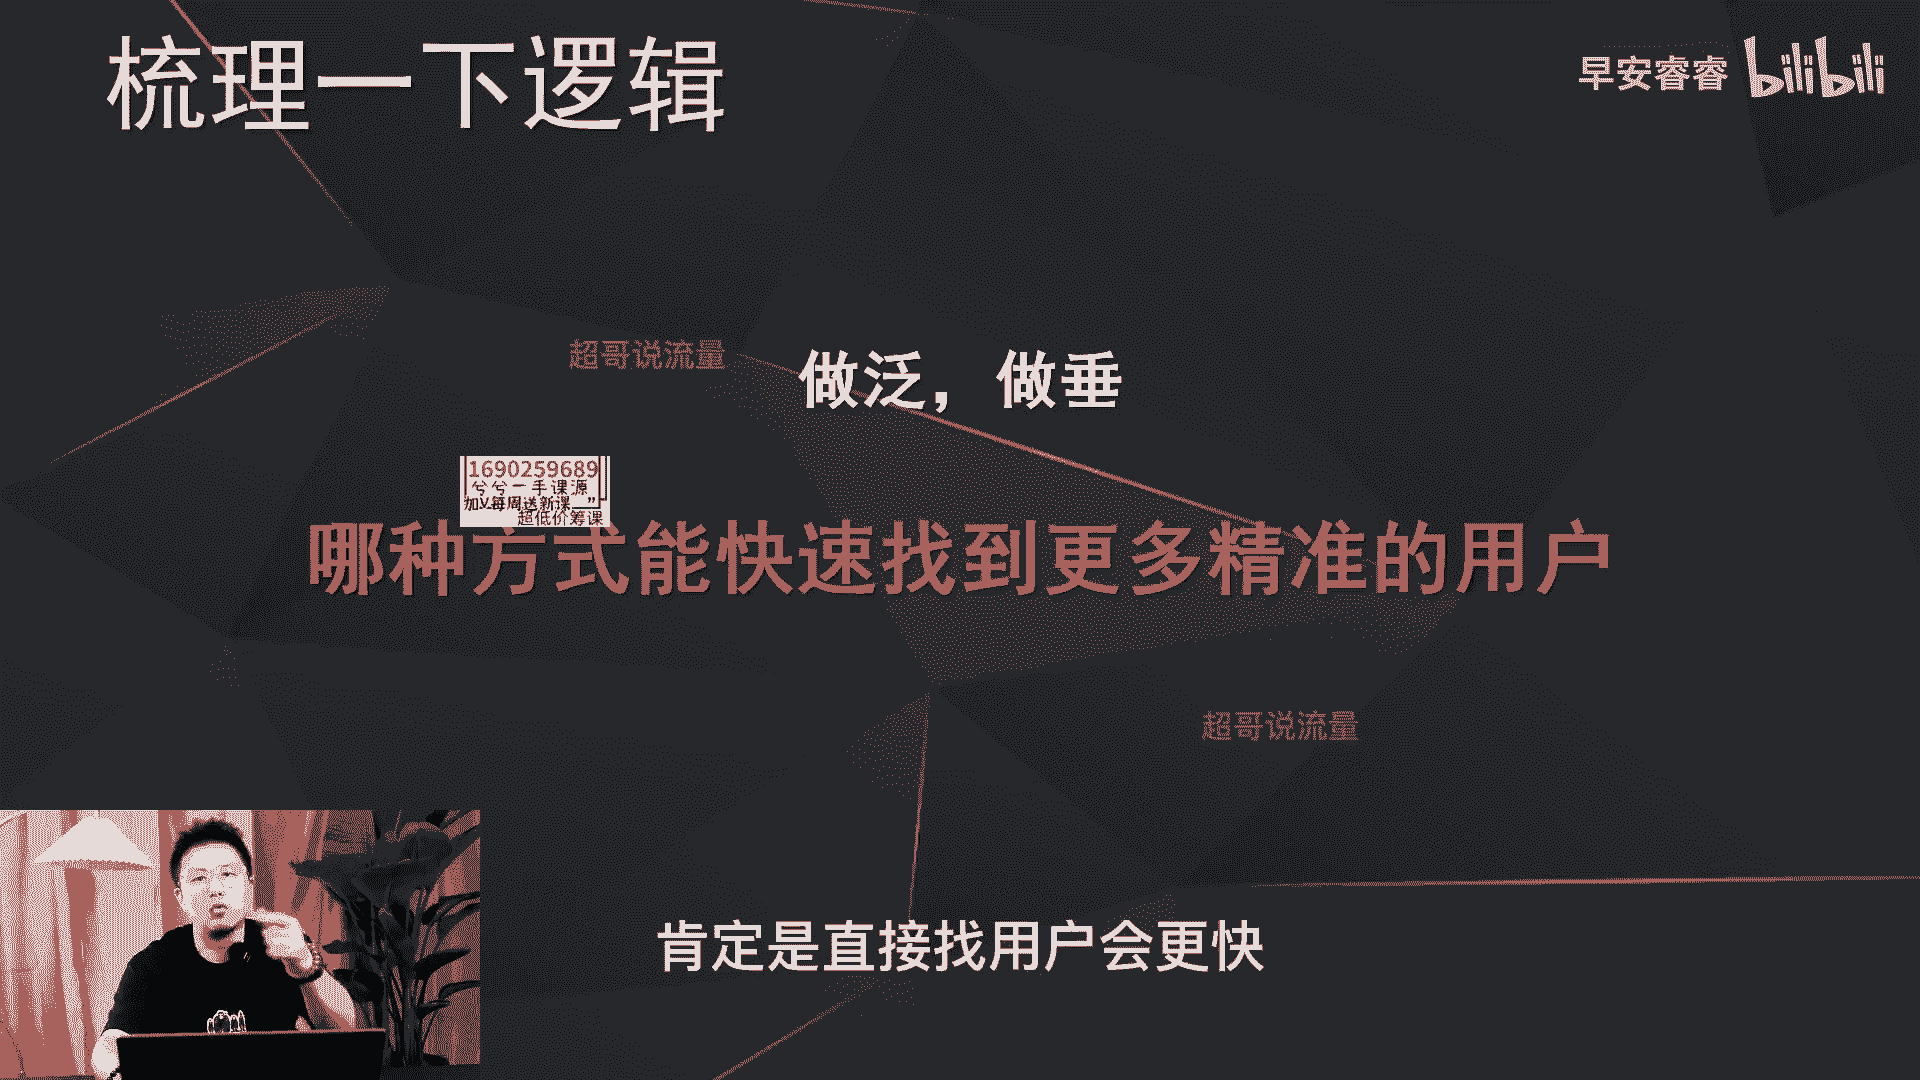 梳理一下逻辑
早安睿睿 bilibili
超哥说流量
做泛，做垂
1690259689
兮兮一手课源
加V每周送新课
超低价筹课
哪种方式能快速找到更多精准的用户
超哥说流量
肯定是直接找用户会更快